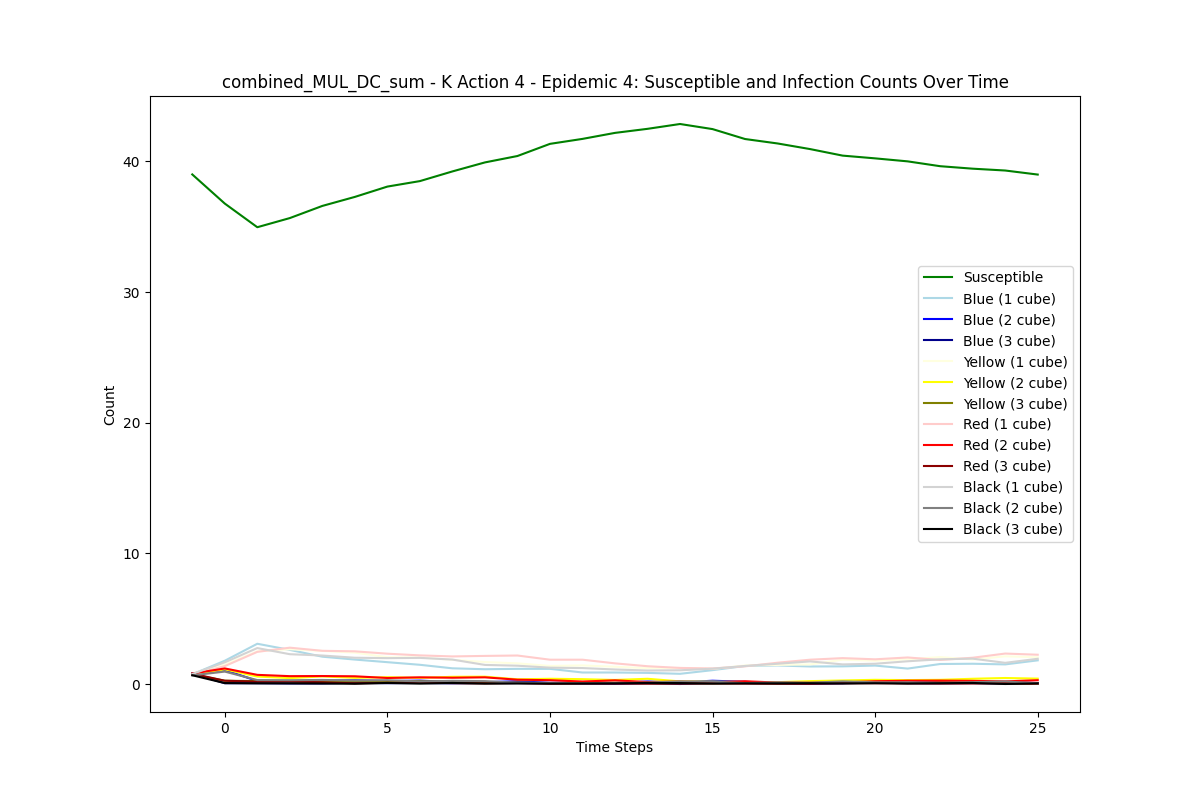 combined_MUL_DC_sum - K Action 4 - Epidemic 4: Susceptible and Infection Counts Over Time
Count
40
30
20
10
0
Susceptible
Blue (1 cube)
Blue (2 cube)
Blue (3 cube)
Yellow (1 cube)
Yellow (2 cube)
Yellow (3 cube)
Red (1 cube)
Red (2 cube)
Red (3 cube)
Black (1 cube)
Black (2 cube)
Black (3 cube)
0 5 10 15 20 25
Time Steps